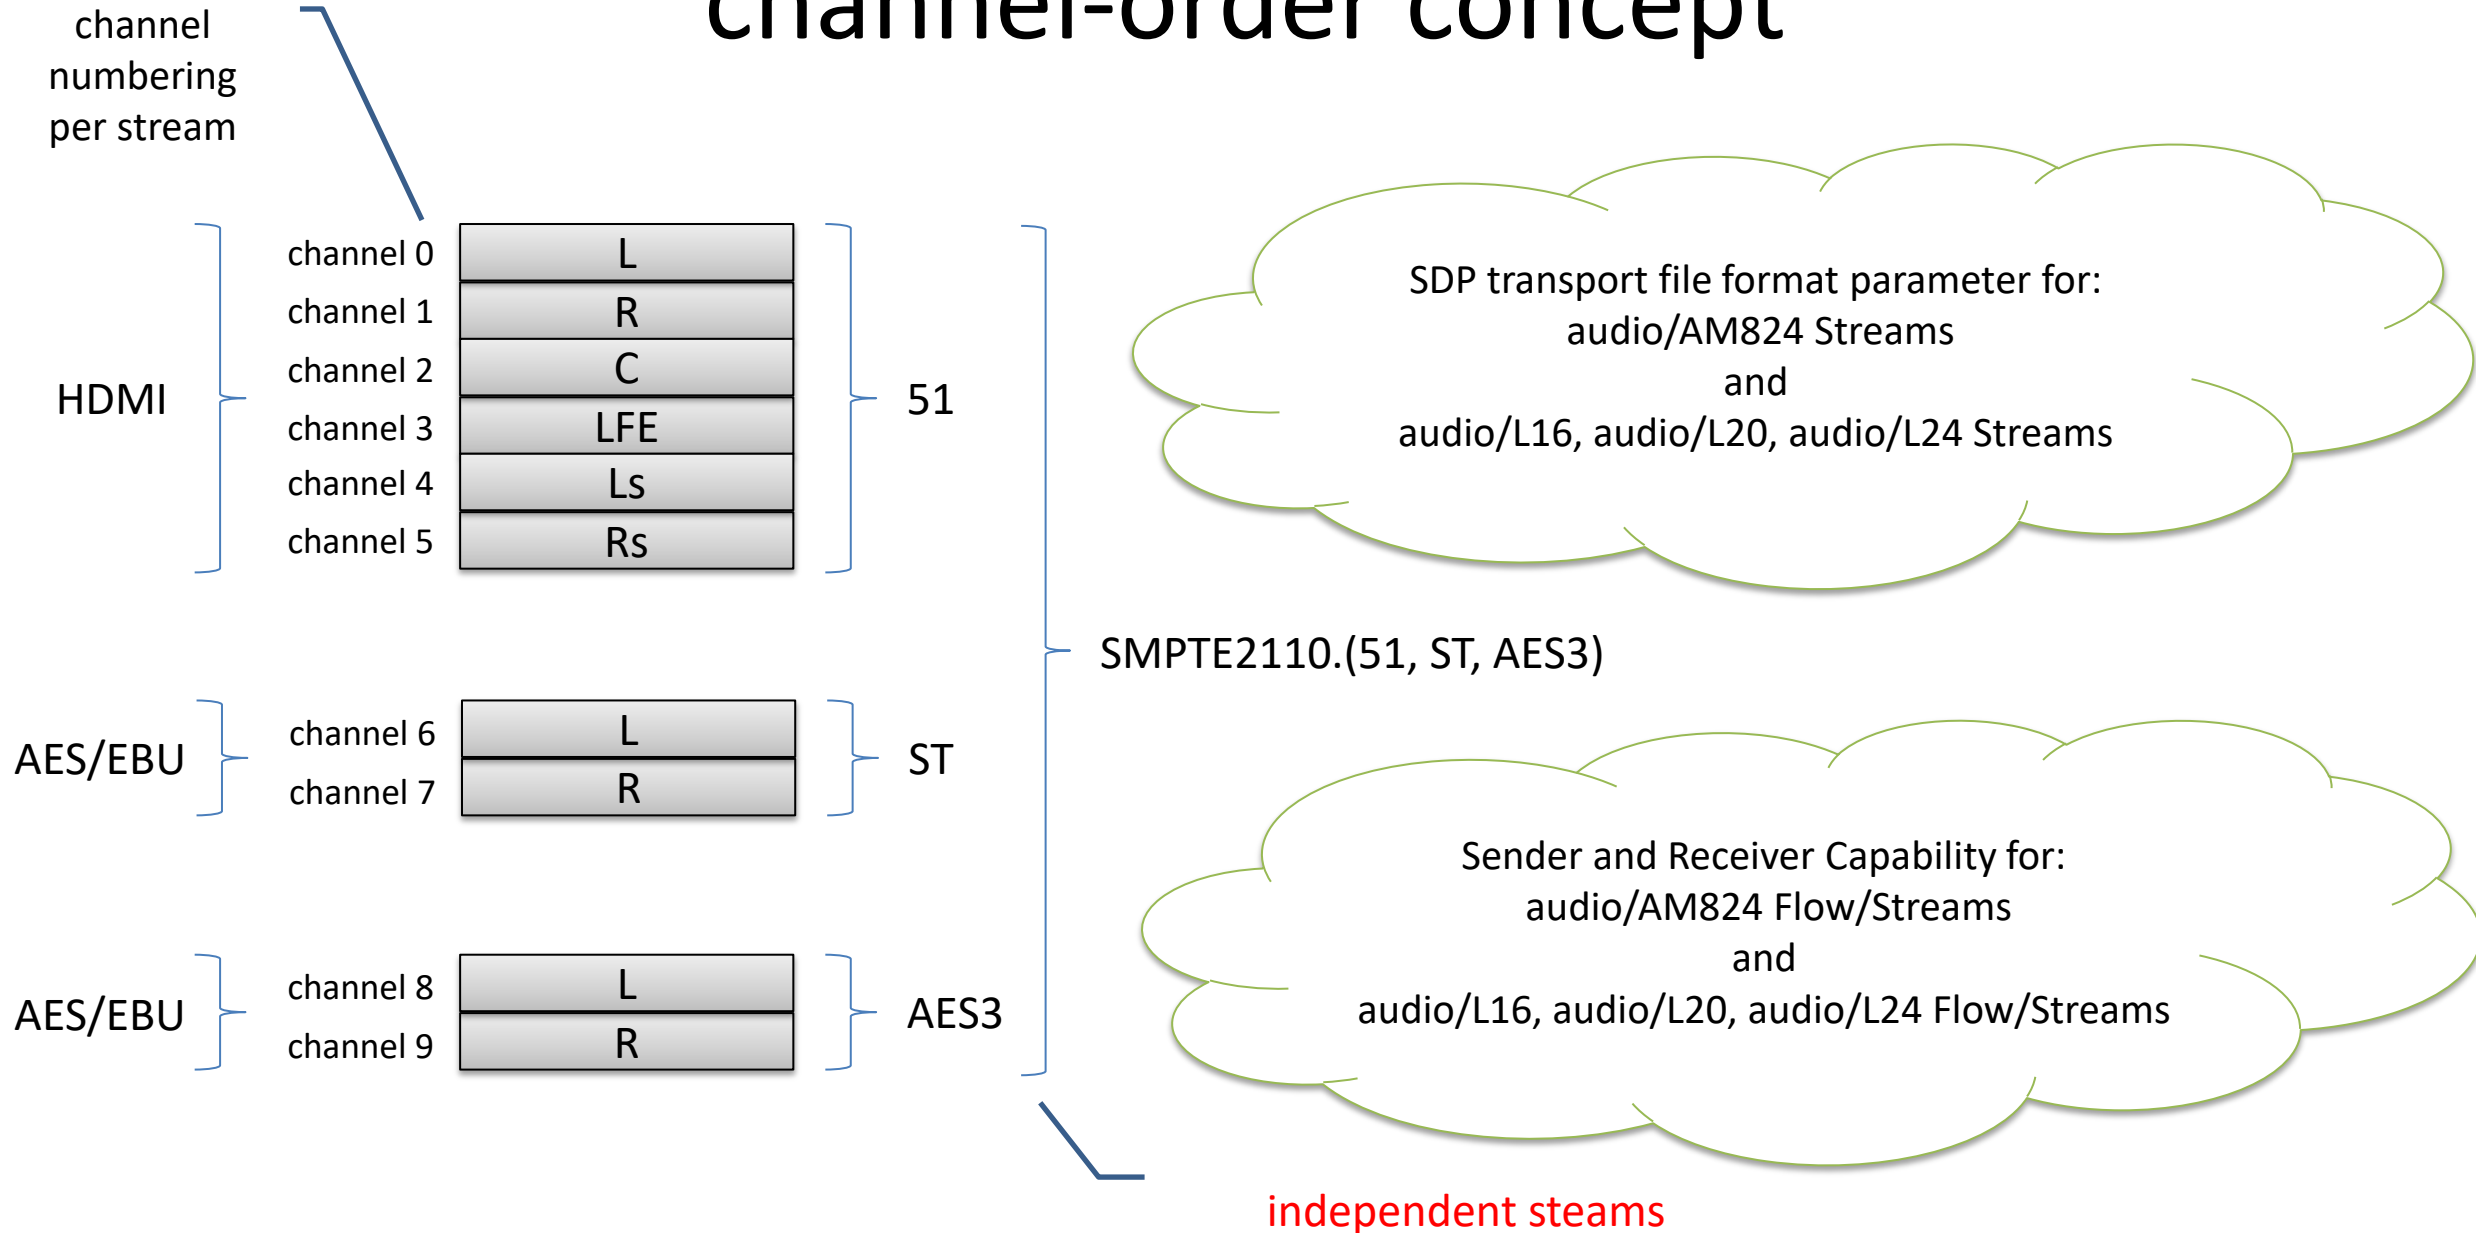 channel-order concept
channel
numbering
per stream
HDMI
channel 0 L
channel 1 R
channel 2 C
channel 3 LFE
channel 4 Ls
channel 5 Rs
51
SDP transport file format parameter for:
audio/AM824 Streams
and
audio/L16, audio/L20, audio/L24 Streams
SMPTE2110.(51, ST, AES3)
AES/EBU
channel 6 L
channel 7 R
ST
AES/EBU
channel 8 L
channel 9 R
AES3
Sender and Receiver Capability for:
audio/AM824 Flow/Streams
and
audio/L16, audio/L20, audio/L24 Flow/Streams
independent steams